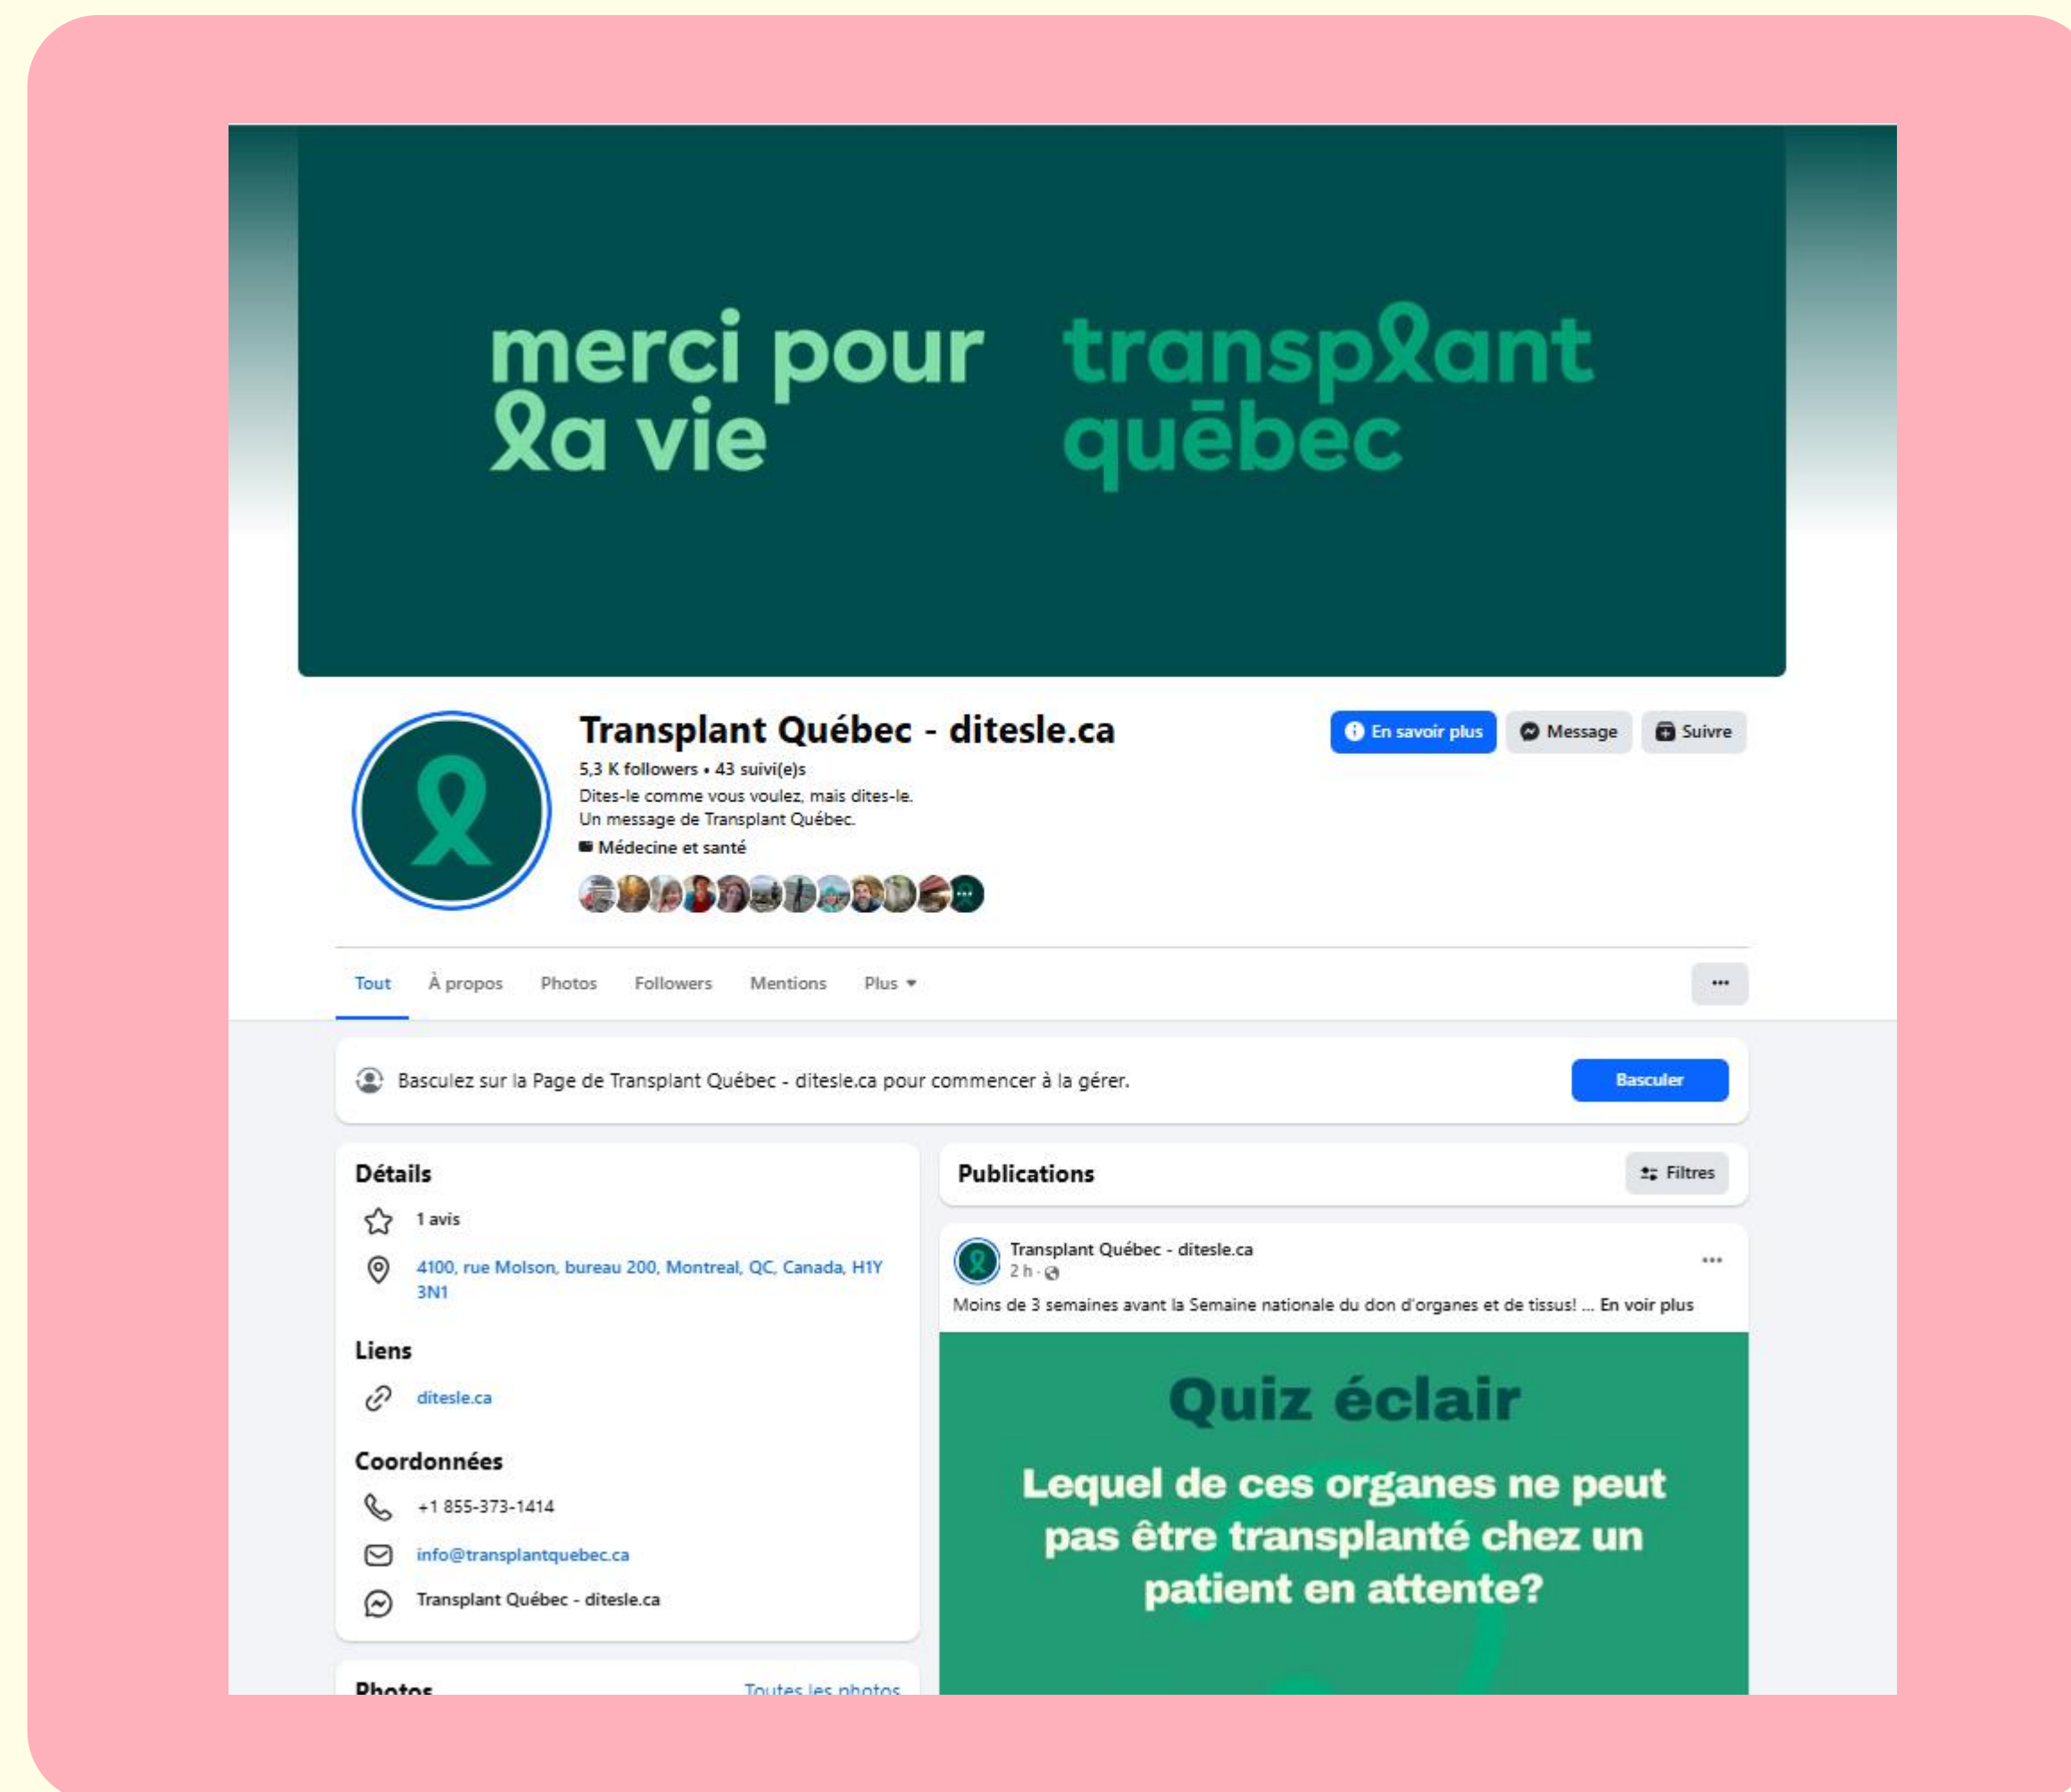 merci pour
la vie
transplant
quēbec
Transplant Québec - ditesle.ca
5,3 K followers • 43 suivi(e)s
Dites-le comme vous voulez, mais dites-le.
Un message de Transplant Québec.
Médecine et santé
En savoir plus
Message
Suivre
Tout À propos Photos Followers Mentions Plus
Basculez sur la Page de Transplant Québec - ditesle.ca pour commencer à la gérer.
Basculer
Détails
1 avis
4100, rue Molson, bureau 200, Montreal, QC, Canada, H1Y
3N1
Liens
ditesle.ca
Coordonnées
+1 855-373-1414
info@transplantquebec.ca
Transplant Québec - ditesle.ca
Photos
Toutes les photos
Publications
Filtres
Transplant Québec - ditesle.ca
2 h ·
Moins de 3 semaines avant la Semaine nationale du don d'organes et de tissus! ... En voir plus
Quiz éclair
Lequel de ces organes ne peut
pas être transplanté chez un
patient en attente?